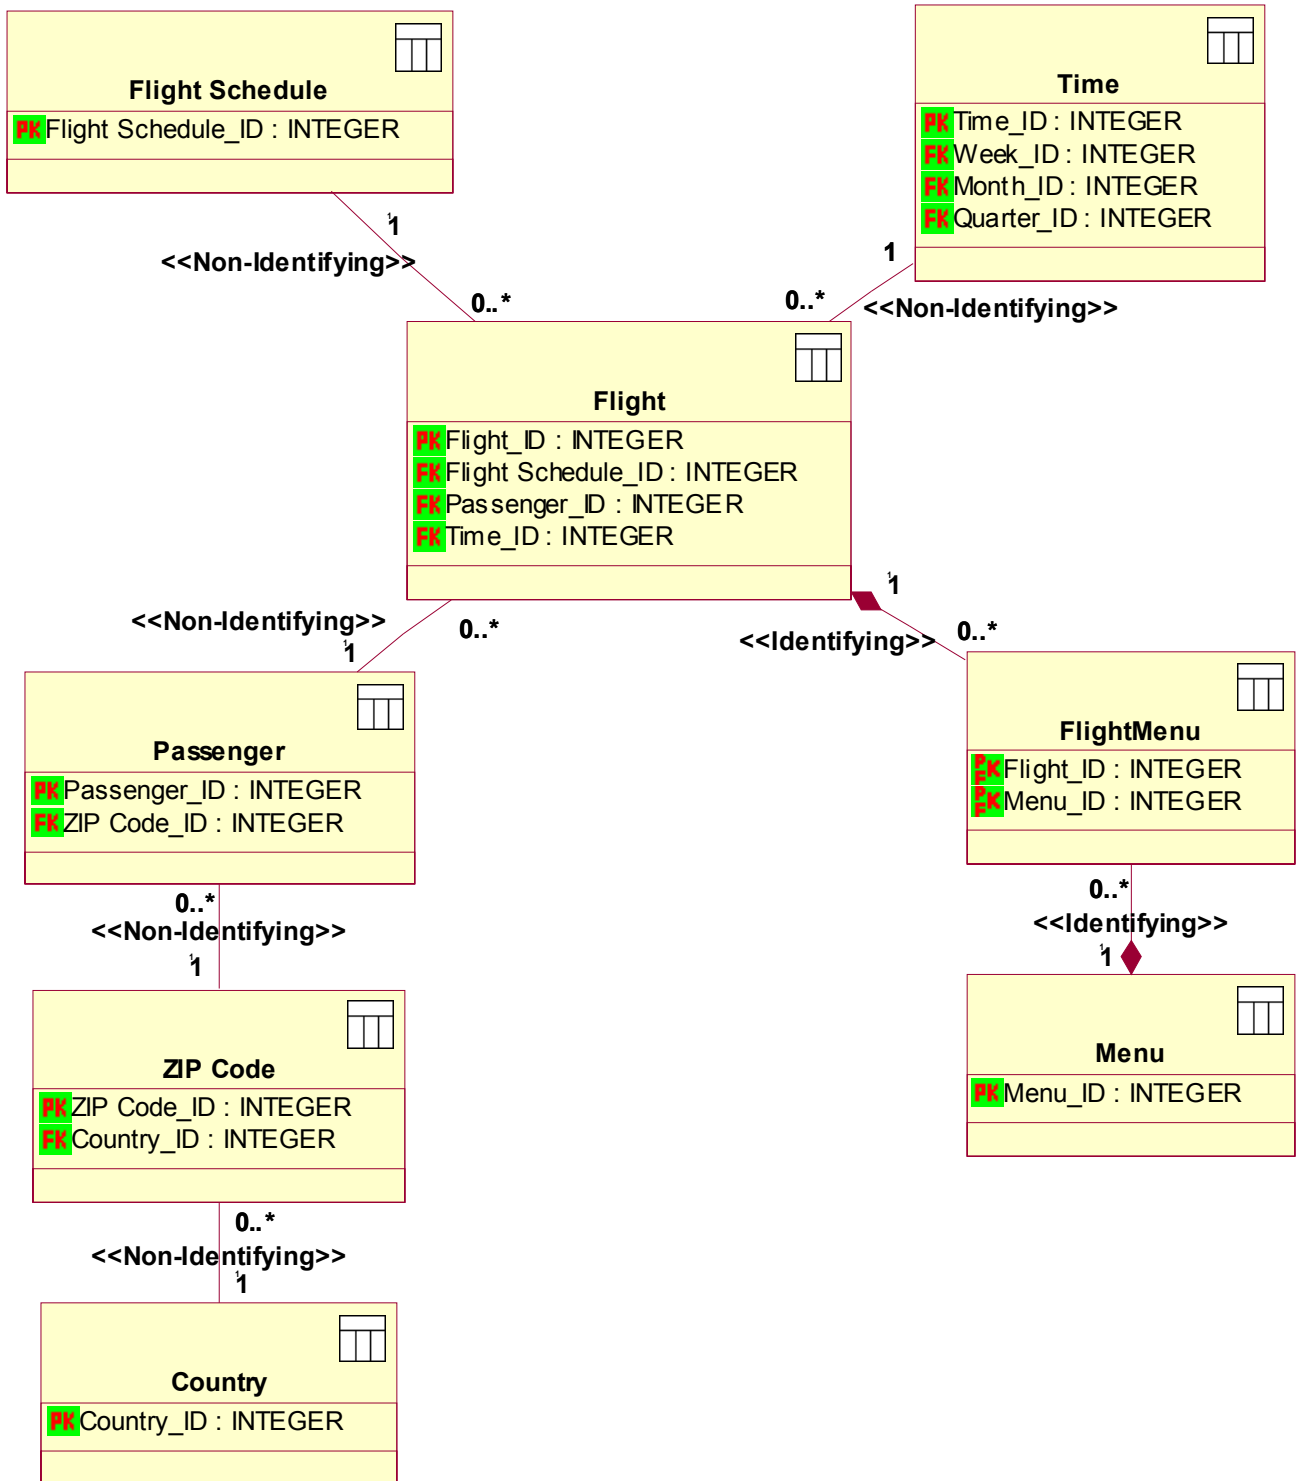 Flight Schedule
PK Flight Schedule_ID : INTEGER
Time
PK Time_ID : INTEGER
FK Week_ID : INTEGER
FK Month_ID : INTEGER
FK Quarter_ID : INTEGER
1
<<Non-Identifying>>
0..*
1
0..*
<<Non-Identifying>>
Flight
PK Flight_ID : INTEGER
FK Flight Schedule_ID : INTEGER
FK Passenger_ID : INTEGER
FK Time_ID : INTEGER
<<Non-Identifying>>
0..*
1
1
<<Identifying>>
0..*
Passenger
PK Passenger_ID : INTEGER
FK ZIP Code_ID : INTEGER
FlightMenu
PFK Flight_ID : INTEGER
PFK Menu_ID : INTEGER
0..*
<<Non-Identifying>>
1
0..*
<<Identifying>>
1
ZIP Code
PK ZIP Code_ID : INTEGER
FK Country_ID : INTEGER
Menu
PK Menu_ID : INTEGER
0..*
<<Non-Identifying>>
1
Country
PK Country_ID : INTEGER